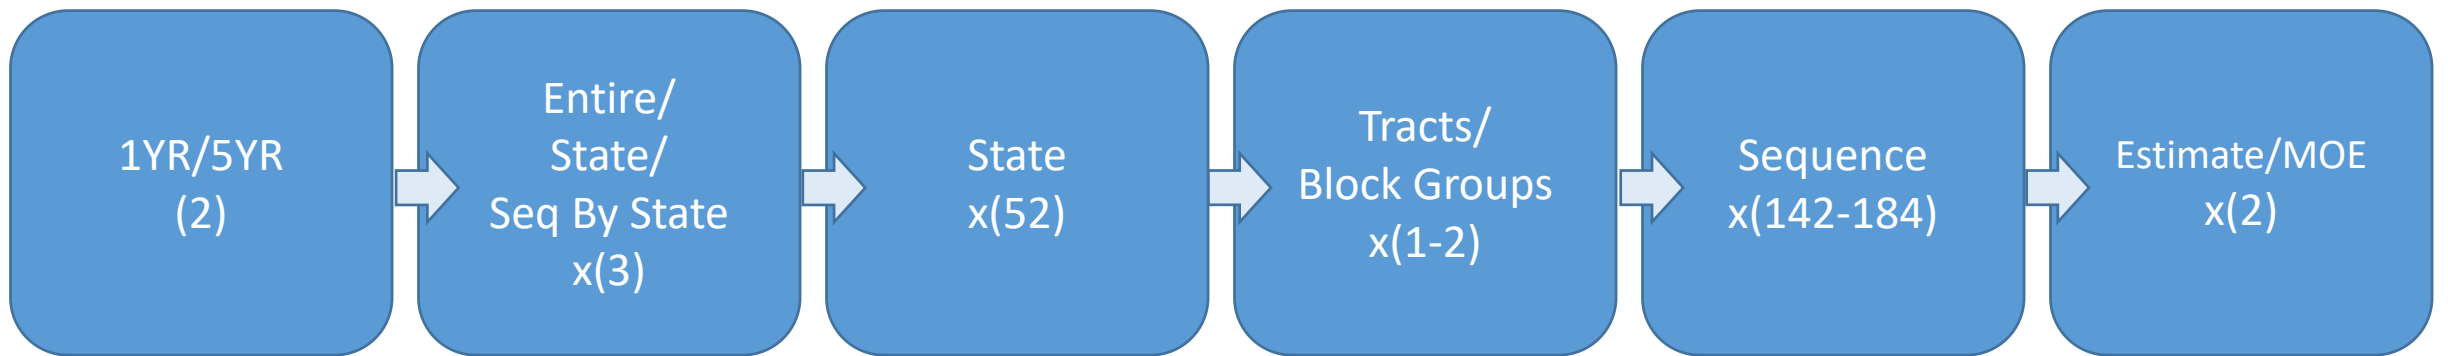 1YR/5YR
(2)
Entire/
State/
Seq By State
x(3)
State
x(52)
Tracts/
Block Groups
x(1-2)
Sequence
x(142-184)
Estimate/MOE
x(2)